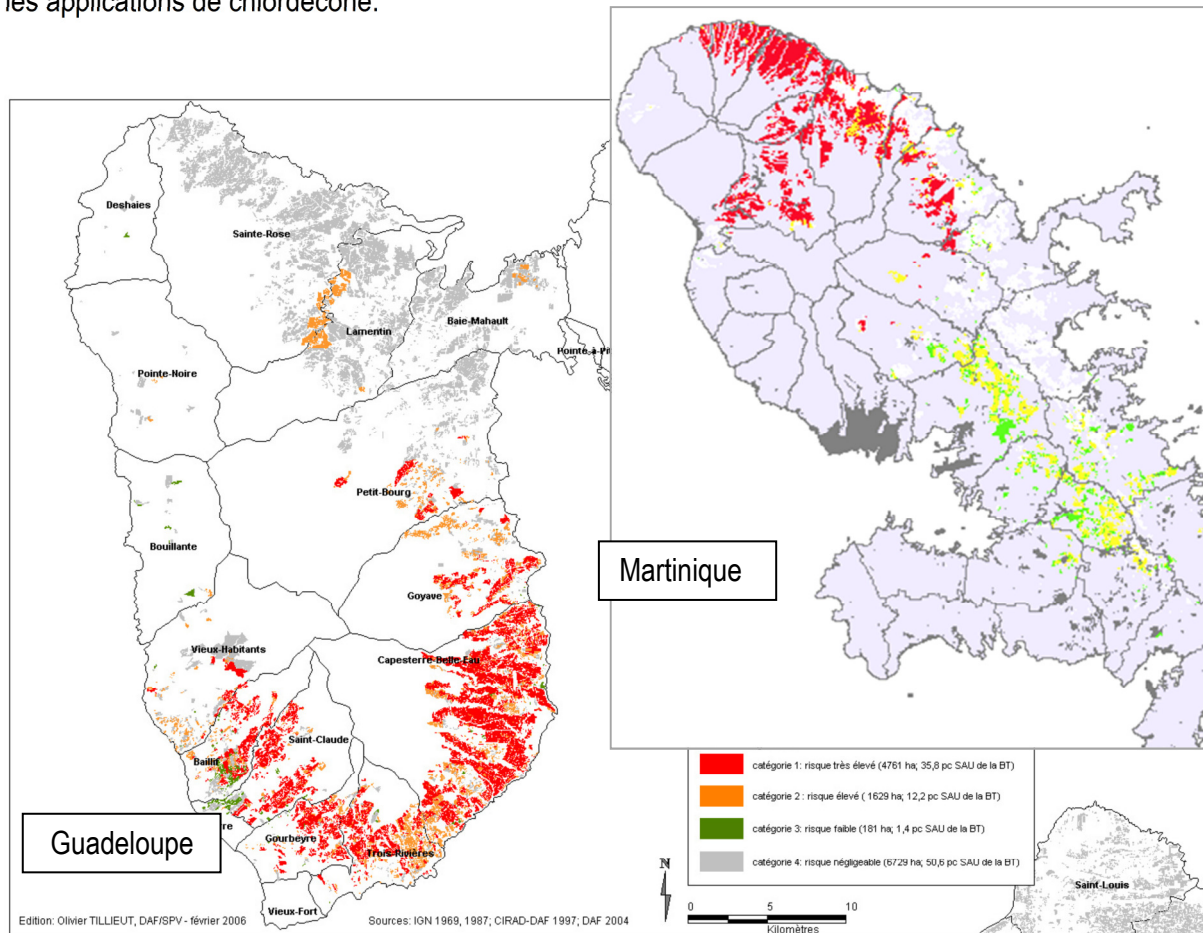 les applications de chlordécone.
Deshaies
Sainte-Rose
Lamentin
Baie-Mahault
Pointe-à-Pit
Pointe-Noire
Petit-Bourg
Bouillante
Goyave
Martinique
Vieux-Habitants
Capesterre-Belle-Eau
Saint-Claude
Baillif
re
Gourbeyre
Trois-Rivières
Guadeloupe
Vieux-Fort
Edition: Olivier TILLIEUT, DAF/SPV - février 2006
Sources: IGN 1969, 1987; CIRAD-DAF 1997; DAF 2004
catégorie 1: risque très élevé (4761 ha; 35,8 pc SAU de la BT)
catégorie 2 : risque élevé ( 1629 ha; 12,2 pc SAU de la BT)
catégorie 3: risque faible (181 ha; 1,4 pc SAU de la BT)
catégorie 4: risque négligeable (6729 ha; 50,6 pc SAU de la BT)
N
0 5 10
Kilomètres
Saint-Louis